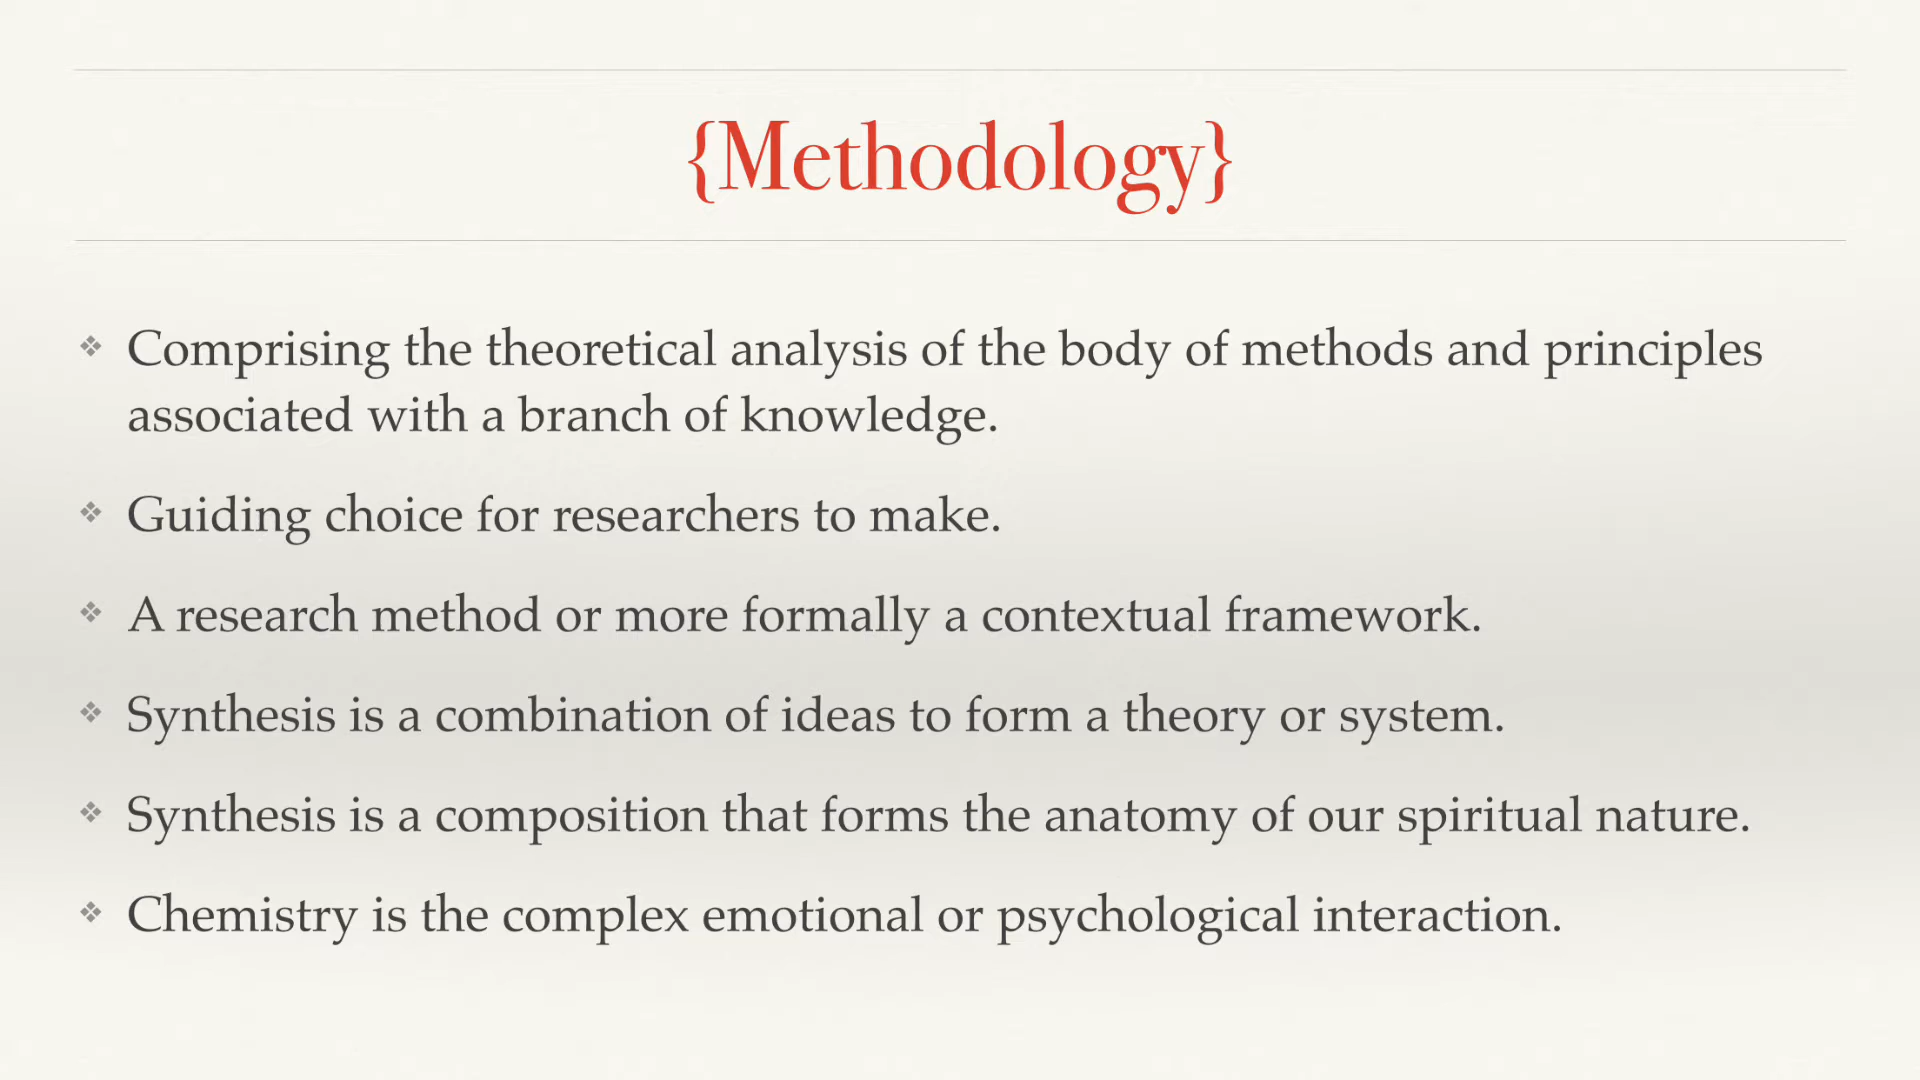 {Methodology}
❖ Comprising the theoretical analysis of the body of methods and principles
associated with a branch of knowledge.
❖ Guiding choice for researchers to make.
❖ A research method or more formally a contextual framework.
❖ Synthesis is a combination of ideas to form a theory or system.
❖ Synthesis is a composition that forms the anatomy of our spiritual nature.
❖ Chemistry is the complex emotional or psychological interaction.